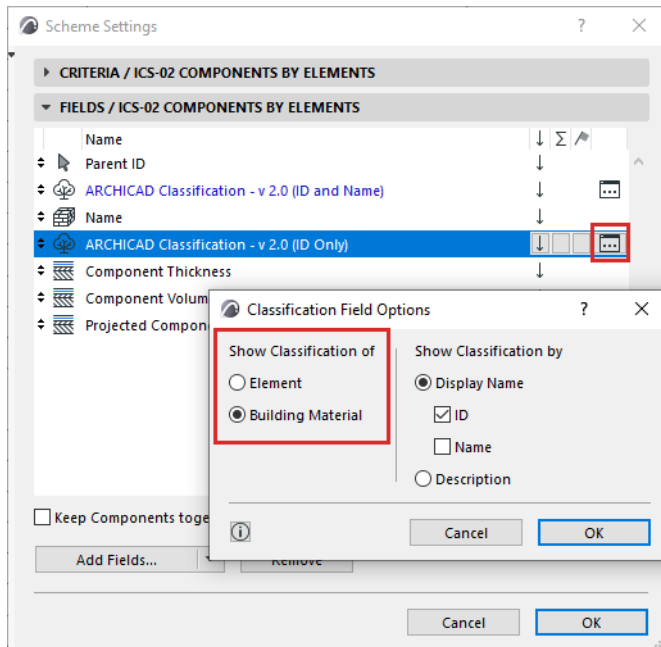 Scheme Settings
?
CRITERIA / ICS-02 COMPONENTS BY ELEMENTS
FIELDS / ICS-02 COMPONENTS BY ELEMENTS
Name
Parent ID
ARCHICAD Classification - v 2.0 (ID and Name)
Name
ARCHICAD Classification - v 2.0 (ID Only)
Component Thickness
Component Volum
Projected Compon
Classification Field Options
?
Show Classification of
Element
Building Material
Show Classification by
Display Name
ID
Name
Description
Cancel
OK
Keep Components toge
Add Fields...
Remove
Cancel
OK